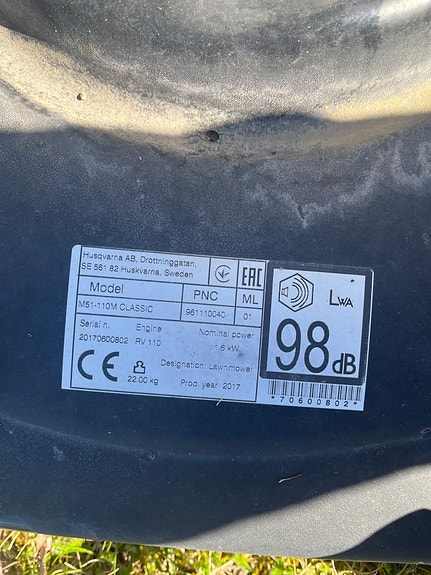 Husqvarna AB, Drottninggatan,
SE 561 82 Huskvarna, Sweden
EAC
Model PNC ML
M51-110M CLASSIC 961110040 01
Serial n. Engine Nominal power
20170600802 RV 110 1.6 kW
CE 22.00 kg
Designation: Lawnmower
Prod. year 2017
LWA
98 dB
*70600802*